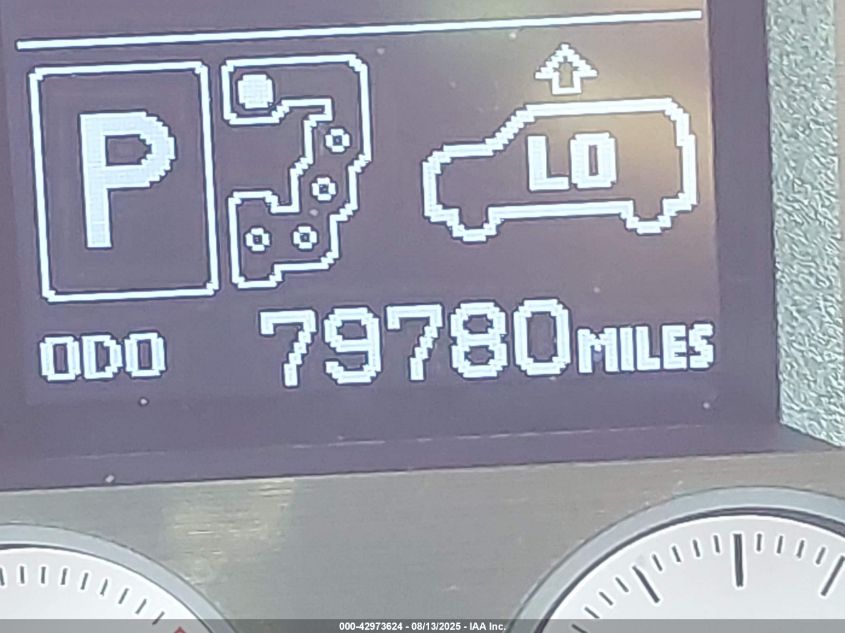 P
LO
ODO 79780 MILES
000-42973624 - 08/13/2025 - IAA Inc.